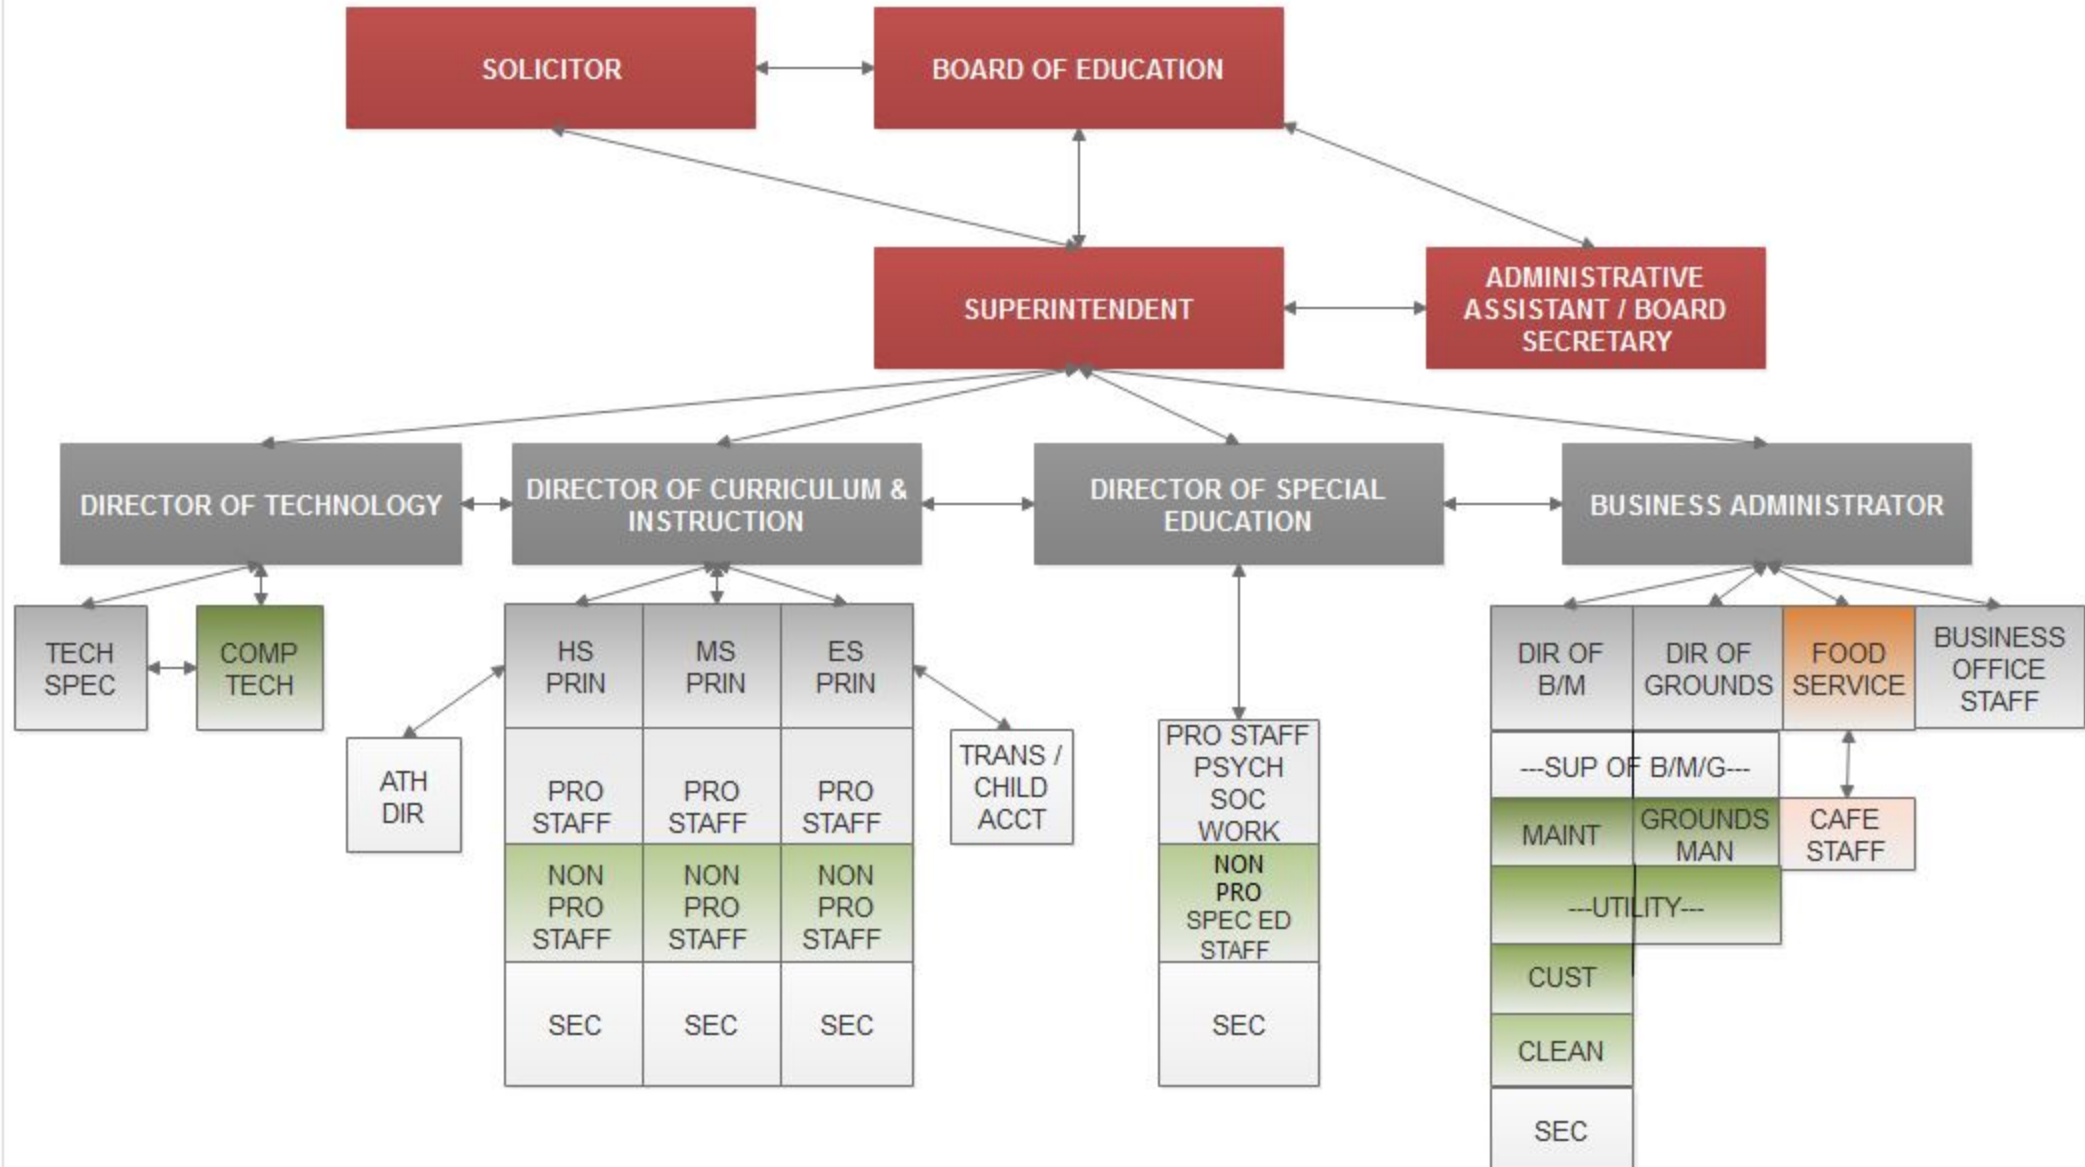 SOLICITOR
BOARD OF EDUCATION
SUPERINTENDENT
ADMINISTRATIVE
ASSISTANT / BOARD
SECRETARY
DIRECTOR OF TECHNOLOGY
DIRECTOR OF CURRICULUM &
INSTRUCTION
DIRECTOR OF SPECIAL
EDUCATION
BUSINESS ADMINISTRATOR
TECH
SPEC
COMP
TECH
HS
PRIN
MS
PRIN
ES
PRIN
DIR OF
B/M
DIR OF
GROUNDS
FOOD
SERVICE
BUSINESS
OFFICE
STAFF
ATH
DIR
PRO
STAFF
PRO
STAFF
PRO
STAFF
TRANS /
CHILD
ACCT
PRO STAFF
PSYCH
SOC
WORK
---SUP OF B/M/G---
MAINT
GROUNDS
MAN
CAFE
STAFF
NON
PRO
STAFF
NON
PRO
STAFF
NON
PRO
STAFF
NON
PRO
SPEC ED
STAFF
---UTILITY---
CUST
SEC
SEC
SEC
SEC
CLEAN
SEC